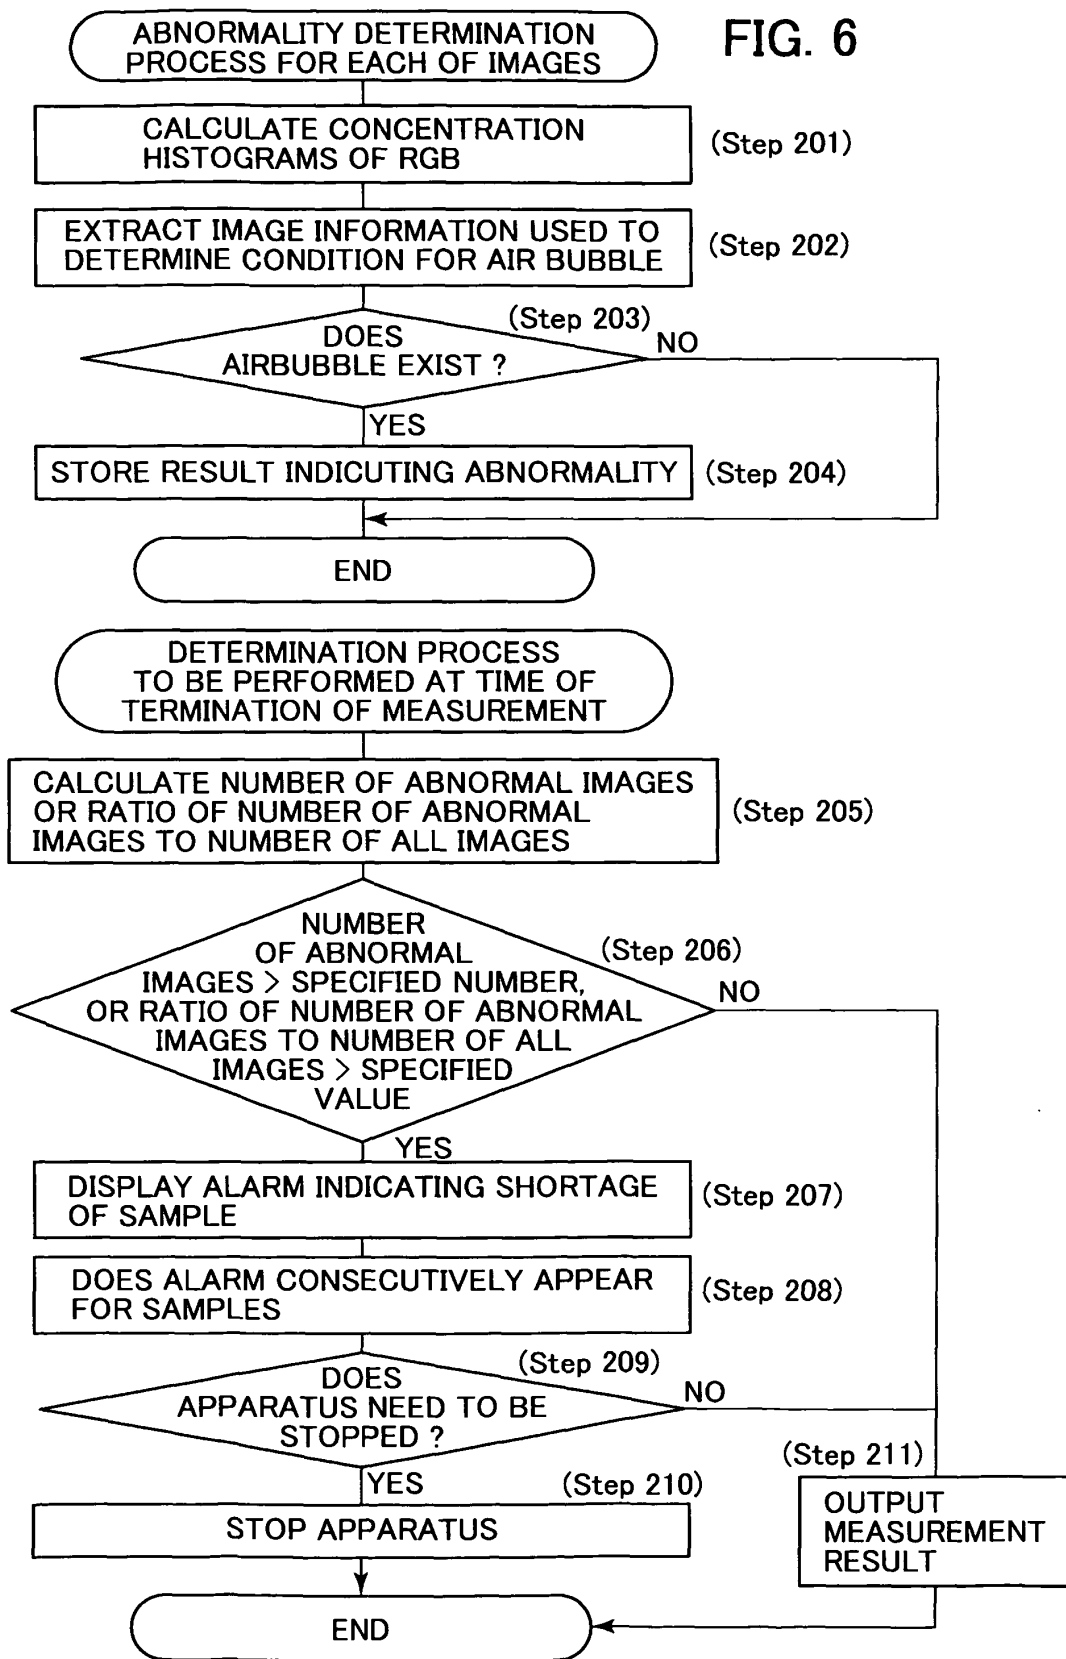 FIG. 6
ABNORMALITY DETERMINATION
PROCESS FOR EACH OF IMAGES
CALCULATE CONCENTRATION
HISTOGRAMS OF RGB
(Step 201)
EXTRACT IMAGE INFORMATION USED TO
DETERMINE CONDITION FOR AIR BUBBLE
(Step 202)
(Step 203)
DOES
AIRBUBBLE EXIST ?
NO
YES
STORE RESULT INDICUTING ABNORMALITY
(Step 204)
END
DETERMINATION PROCESS
TO BE PERFORMED AT TIME OF
TERMINATION OF MEASUREMENT
CALCULATE NUMBER OF ABNORMAL IMAGES
OR RATIO OF NUMBER OF ABNORMAL
IMAGES TO NUMBER OF ALL IMAGES
(Step 205)
NUMBER
OF ABNORMAL
IMAGES > SPECIFIED NUMBER,
OR RATIO OF NUMBER OF ABNORMAL
IMAGES TO NUMBER OF ALL
IMAGES > SPECIFIED
VALUE
(Step 206)
NO
YES
DISPLAY ALARM INDICATING SHORTAGE
OF SAMPLE
(Step 207)
DOES ALARM CONSECUTIVELY APPEAR
FOR SAMPLES
(Step 208)
(Step 209)
DOES
APPARATUS NEED TO BE
STOPPED ?
NO
YES
(Step 210)
STOP APPARATUS
(Step 211)
OUTPUT
MEASUREMENT
RESULT
END